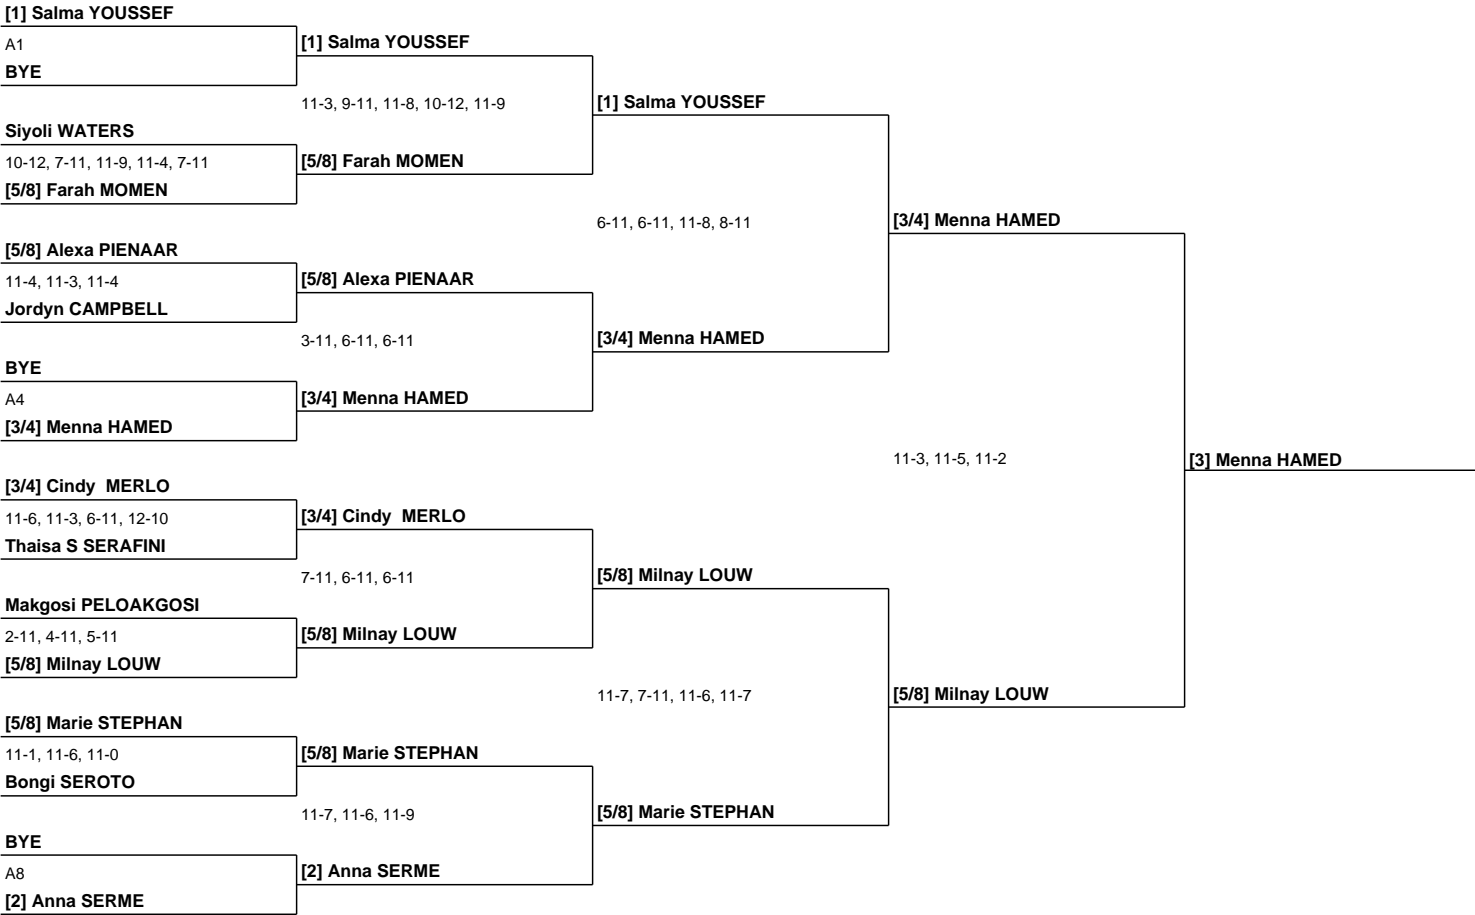 [1] Salma YOUSSEF
A1
BYE
Siyoli WATERS
10-12, 7-11, 11-9, 11-4, 7-11
[5/8] Farah MOMEN
[5/8] Alexa PIENAAR
11-4, 11-3, 11-4
Jordyn CAMPBELL
BYE
A4
[3/4] Menna HAMED
[3/4] Cindy  MERLO
11-6, 11-3, 6-11, 12-10
Thaisa S SERAFINI
Makgosi PELOAKGOSI
2-11, 4-11, 5-11
[5/8] Milnay LOUW
[5/8] Marie STEPHAN
11-1, 11-6, 11-0
Bongi SEROTO
BYE
A8
[2] Anna SERME
[1] Salma YOUSSEF
11-3, 9-11, 11-8, 10-12, 11-9
[5/8] Farah MOMEN
[5/8] Alexa PIENAAR
3-11, 6-11, 6-11
[3/4] Menna HAMED
[3/4] Cindy  MERLO
7-11, 6-11, 6-11
[5/8] Milnay LOUW
[5/8] Marie STEPHAN
11-7, 11-6, 11-9
[2] Anna SERME
[1] Salma YOUSSEF
6-11, 6-11, 11-8, 8-11
[3/4] Menna HAMED
[5/8] Milnay LOUW
11-7, 7-11, 11-6, 11-7
[5/8] Marie STEPHAN
[3/4] Menna HAMED
11-3, 11-5, 11-2
[5/8] Milnay LOUW
[3] Menna HAMED